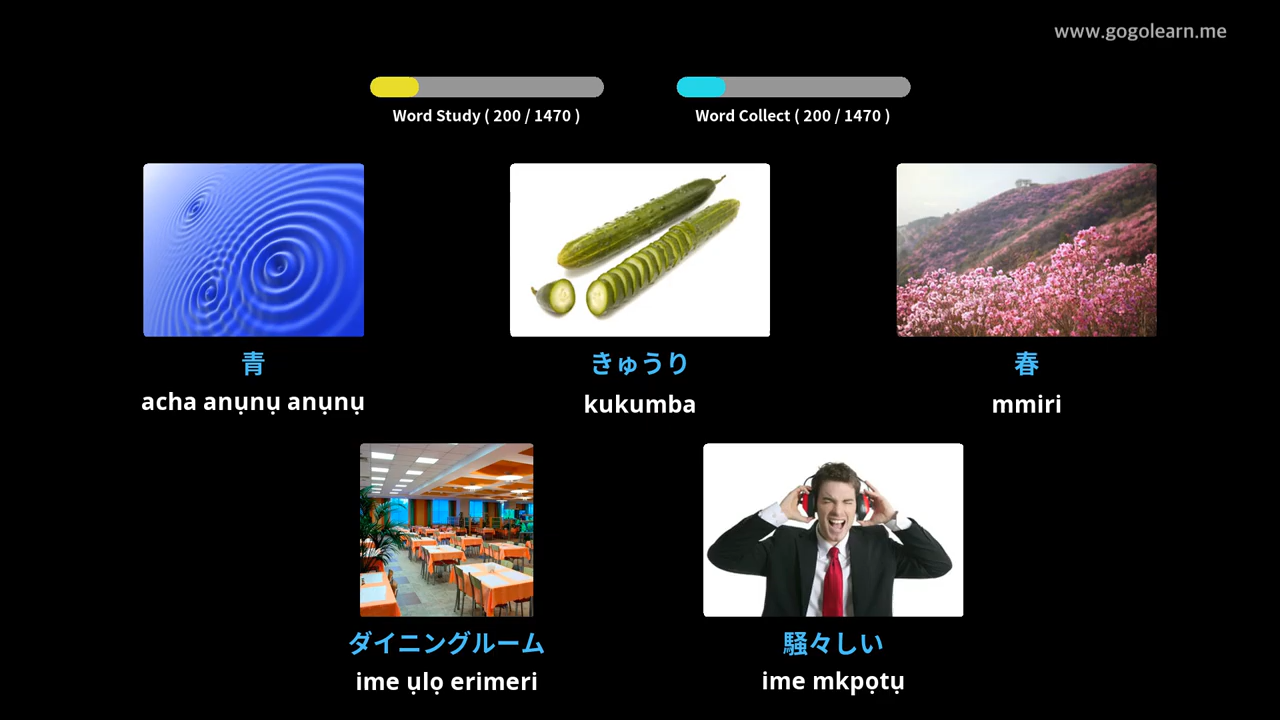 www.gogolearn.me
Word Study ( 200 / 1470 )
Word Collect ( 200 / 1470 )
青
acha anụnụ anụnụ
きゅうり
kukumba
春
mmiri
ダイニングルーム
ime ụlọ erimeri
騒々しい
ime mkpọtụ